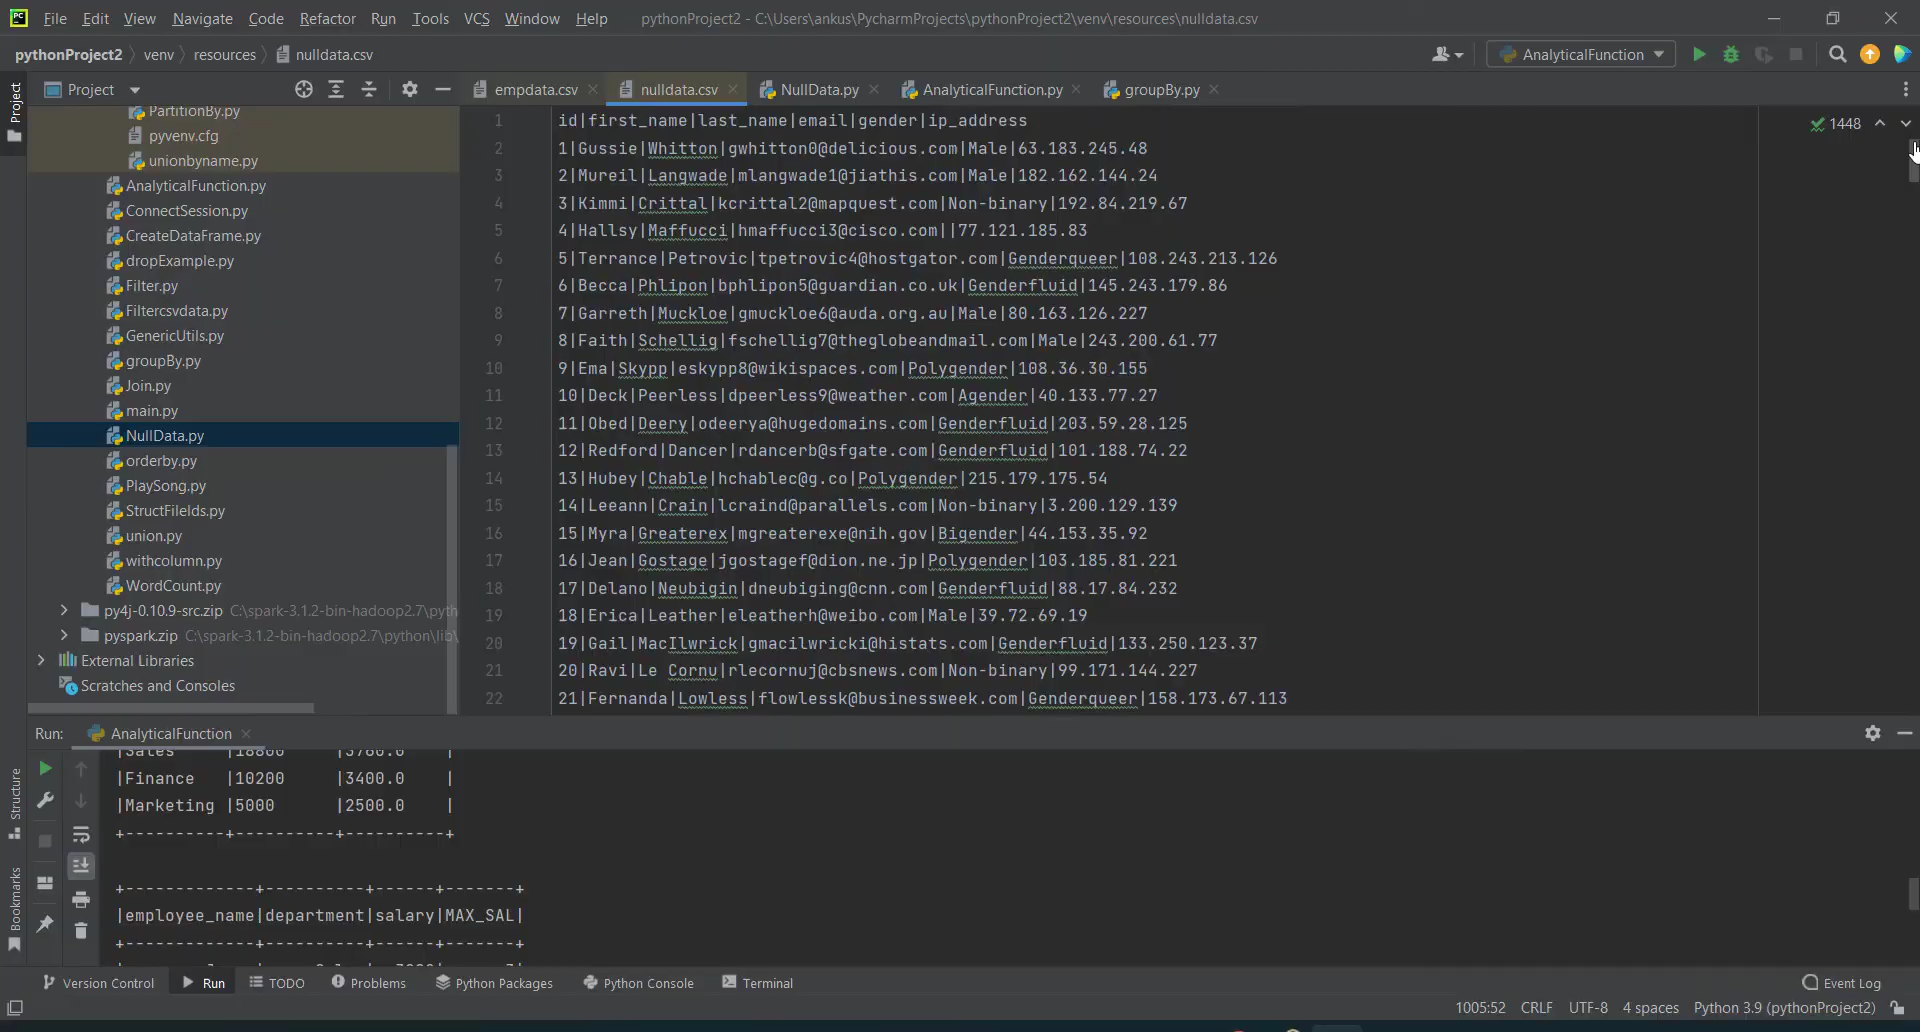 PC File Edit View Navigate Code Refactor Run Tools VCS Window Help pythonProject2 - C:\Users\ankus\PycharmProjects\pythonProject2\venv\resources\nulldata.csv
pythonProject2 venv resources nulldata.csv AnalyticalFunction
Project Project empdata.csv nulldata.csv NullData.py AnalyticalFunction.py groupBy.py
PartitionBy.py
pyvenv.cfg
unionbyname.py
AnalyticalFunction.py
ConnectSession.py
CreateDataFrame.py
dropExample.py
Filter.py
Filtercsvdata.py
GenericUtils.py
groupBy.py
Join.py
main.py
NullData.py
orderby.py
PlaySong.py
StructFileIds.py
union.py
withcolumn.py
WordCount.py
py4j-0.10.9-src.zip C:\spark-3.1.2-bin-hadoop2.7\pyth
pyspark.zip C:\spark-3.1.2-bin-hadoop2.7\python\lib\
External Libraries
Scratches and Consoles
1448
1 id|first_name|last_name|email|gender|ip_address
2 1|Gussie|Whitton|gwhitton0@delicious.com|Male|63.183.245.48
3 2|Mureil|Langwade|mlangwade1@jiathis.com|Male|182.162.144.24
4 3|Kimmi|Crittal|kcrittal2@mapquest.com|Non-binary|192.84.219.67
5 4|Hallsy|Maffucci|hmaffucci3@cisco.com||77.121.185.83
6 5|Terrance|Petrovic|tpetrovic4@hostgator.com|Genderqueer|108.243.213.126
7 6|Becca|Phlipon|bphlipon5@guardian.co.uk|Genderfluid|145.243.179.86
8 7|Garreth|Muckloe|gmuckloe6@auda.org.au|Male|80.163.126.227
9 8|Faith|Schellig|fschellig7@theglobeandmail.com|Male|243.200.61.77
10 9|Ema|Skypp|eskypp8@wikispaces.com|Polygender|108.36.30.155
11 10|Deck|Peerless|dpeerless9@weather.com|Agender|40.133.77.27
12 11|Obed|Deery|odeerya@hugedomains.com|Genderfluid|203.59.28.125
13 12|Redford|Dancer|rdancerb@sfgate.com|Genderfluid|101.188.74.22
14 13|Hubey|Chable|hchablec@g.co|Polygender|215.179.175.54
15 14|Leeann|Crain|lcraind@parallels.com|Non-binary|3.200.129.139
16 15|Myra|Greaterex|mgreaterexe@nih.gov|Bigender|44.153.35.92
17 16|Jean|Gostage|jgostagef@dion.ne.jp|Polygender|103.185.81.221
18 17|Delano|Neubigin|dneubiging@cnn.com|Genderfluid|88.17.84.232
19 18|Erica|Leather|eleatherh@weibo.com|Male|39.72.69.19
20 19|Gail|MacIlwrick|gmacilwricki@histats.com|Genderfluid|133.250.123.37
21 20|Ravi|Le Cornu|rlecornuj@cbsnews.com|Non-binary|99.171.144.227
22 21|Fernanda|Lowless|flowlessk@businessweek.com|Genderqueer|158.173.67.113
Run: AnalyticalFunction
|Sales |18800 |3760.0 |
|Finance |10200 |3400.0 |
|Marketing |5000 |2500.0 |
+----------+----------+----------+
+-------------+----------+------+-------+
|employee_name|department|salary|MAX_SAL|
+-------------+----------+------+-------+
Structure
Bookmarks
Version Control Run TODO Problems Python Packages Python Console Terminal Event Log
1005:52 CRLF UTF-8 4 spaces Python 3.9 (pythonProject2)